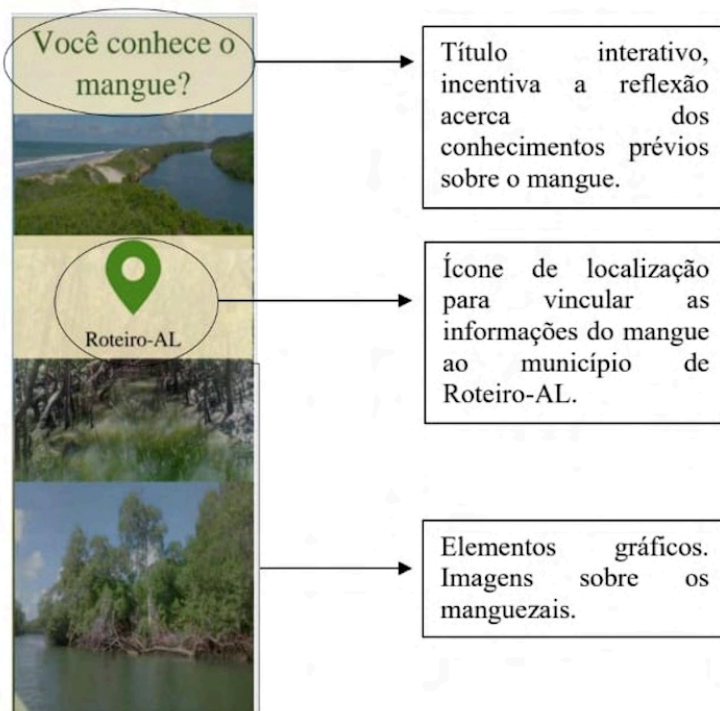 Você conhece o
mangue?
Título interativo,
incentiva a reflexão
acerca dos
conhecimentos prévios
sobre o mangue.
Roteiro-AL
Ícone de localização
para vincular as
informações do mangue
ao município de
Roteiro-AL.
Elementos gráficos.
Imagens sobre os
manguezais.